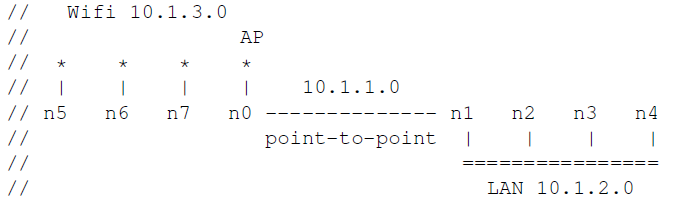 //   Wifi 10.1.3.0
//                 AP
//  *    *    *    *
//  |    |    |    |    10.1.1.0
// n5   n6   n7   n0 -------------- n1   n2   n3   n4
//                   point-to-point  |    |    |    |
//                                   ================
//                                     LAN 10.1.2.0